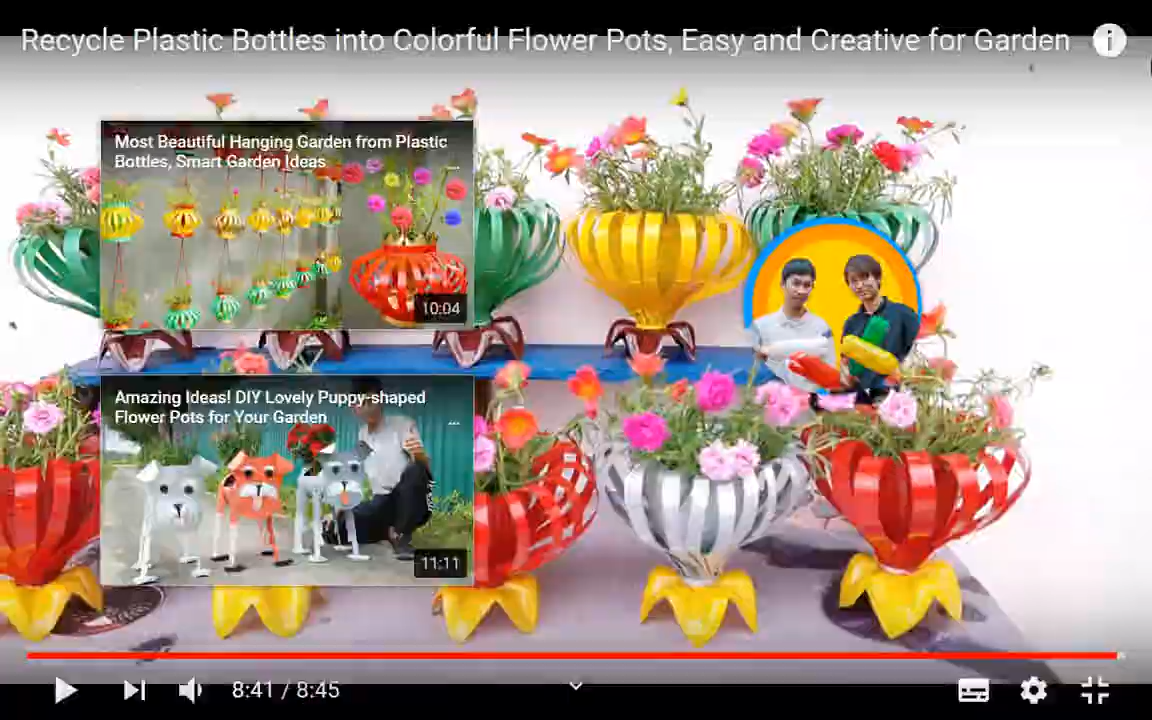 Recycle Plastic Bottles into Colorful Flower Pots, Easy and Creative for Garden
Most Beautiful Hanging Garden from Plastic
Bottles, Smart Garden Ideas
10:04
Amazing Ideas! DIY Lovely Puppy-shaped
Flower Pots for Your Garden
11:11
8:41 / 8:45